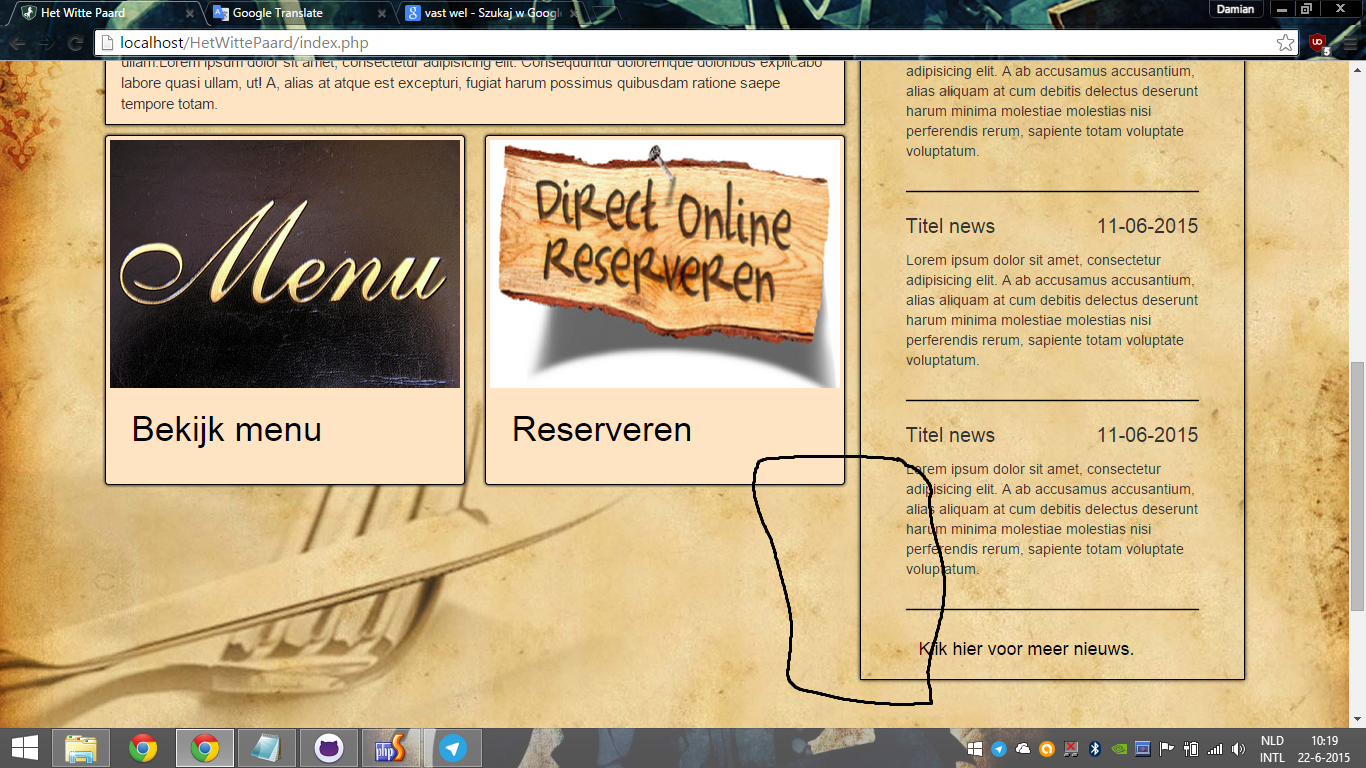 Het Witte Paard
Google Translate
vast wel - Szukaj w Googl
Damian
localhost/HetWittePaard/index.php
5
ullam.Lorem ipsum dolor sit amet, consectetur adipisicing elit. Consequuntur doloremque doloribus explicabo
labore quasi ullam, ut! A, alias at atque est excepturi, fugiat harum possimus quibusdam ratione saepe
tempore totam.
Menu
Bekijk menu
Direct Online
Reserveren
Reserveren
adipisicing elit. A ab accusamus accusantium,
alias aliquam at cum debitis delectus deserunt
harum minima molestiae molestias nisi
perferendis rerum, sapiente totam voluptate
voluptatum.
Titel news 11-06-2015
Lorem ipsum dolor sit amet, consectetur
adipisicing elit. A ab accusamus accusantium,
alias aliquam at cum debitis delectus deserunt
harum minima molestiae molestias nisi
perferendis rerum, sapiente totam voluptate
voluptatum.
Titel news 11-06-2015
Lorem ipsum dolor sit amet, consectetur
adipisicing elit. A ab accusamus accusantium,
alias aliquam at cum debitis delectus deserunt
harum minima molestiae molestias nisi
perferendis rerum, sapiente totam voluptate
voluptatum.
Klik hier voor meer nieuws.
php
NLD
INTL
10:19
22-6-2015